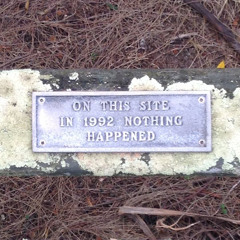 ON THIS SITE
IN 1992 NOTHING
HAPPENED